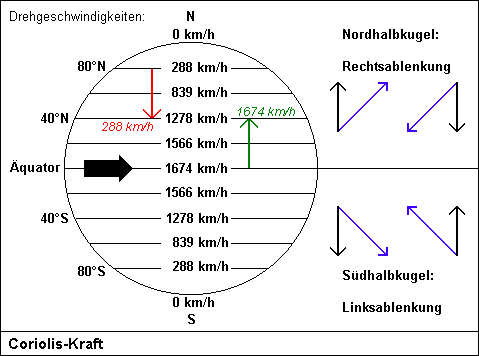 Drehgeschwindigkeiten:
N
0 km/h
Nordhalbkugel:
Rechtsablenkung
80°N
288 km/h
839 km/h
40°N
1278 km/h
288 km/h
1674 km/h
1566 km/h
Äquator
1674 km/h
1566 km/h
40°S
1278 km/h
839 km/h
80°S
288 km/h
0 km/h
S
Südhalbkugel:
Linksablenkung
Coriolis-Kraft